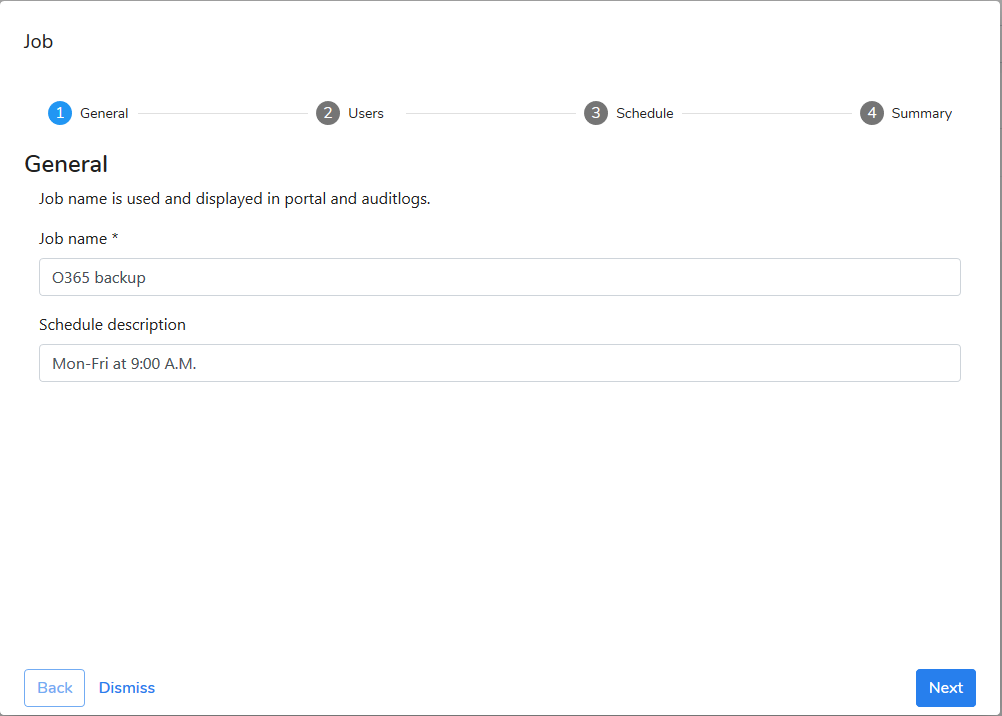 Job
1 General 2 Users 3 Schedule 4 Summary
General
Job name is used and displayed in portal and auditlogs.
Job name *
O365 backup
Schedule description
Mon-Fri at 9:00 A.M.
Back Dismiss Next